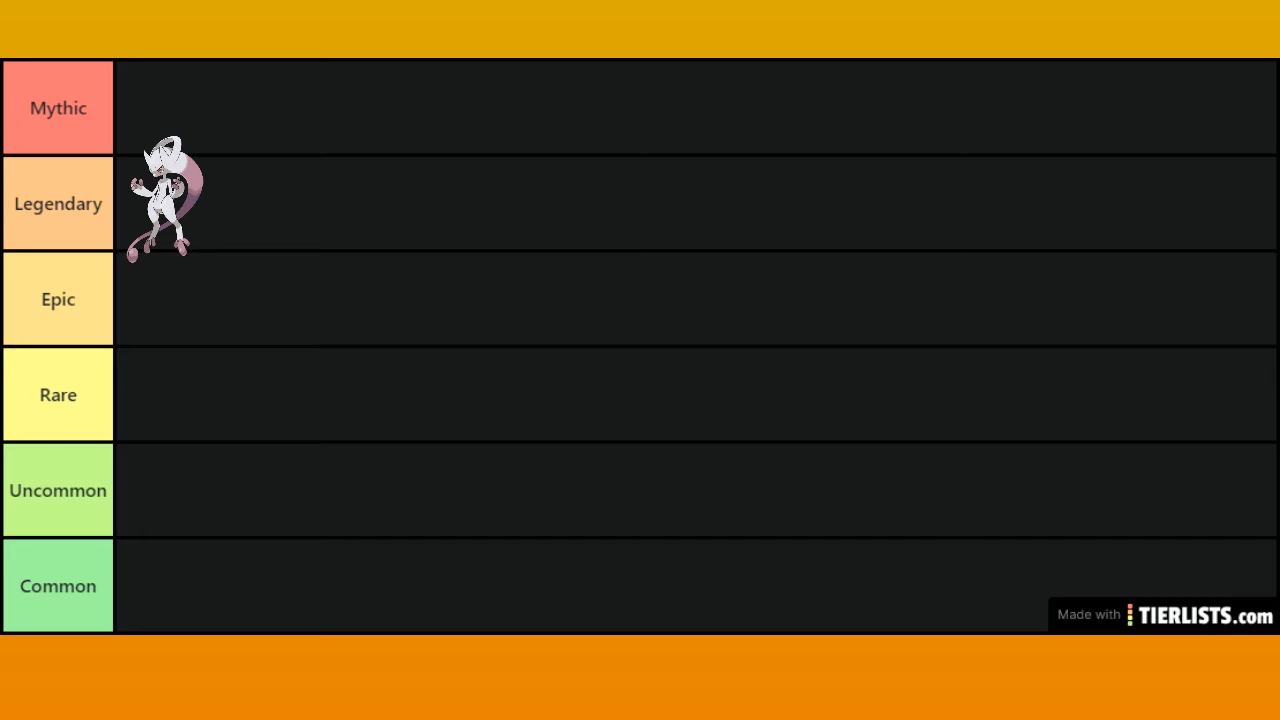 Mythic
Legendary
Epic
Rare
Uncommon
Common
Made with TIERLISTS.com